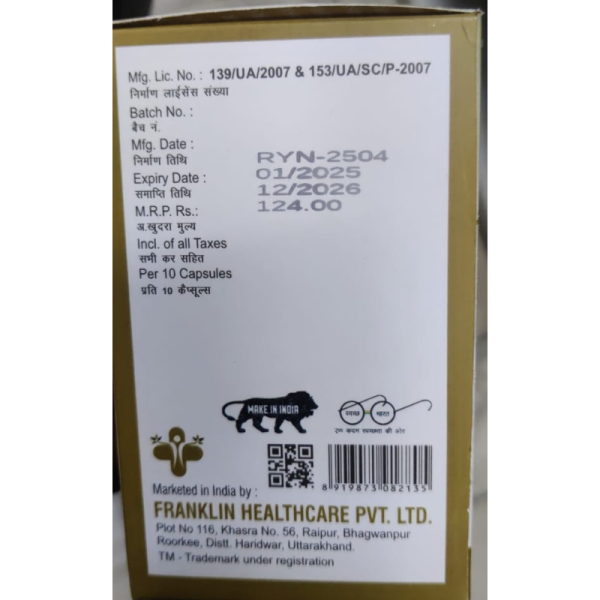 Mfg. Lic. No. : 139/UA/2007 & 153/UA/SC/P-2007
निर्माण लाईसेंस संख्या
Batch No. :
बैच नं.
Mfg. Date : RYN-2504
निर्माण तिथि 01/2025
Expiry Date : 12/2026
समाप्ति तिथि
M.R.P. Rs.: 124.00
अ.खुदरा मुल्य
Incl. of all Taxes
सभी कर सहित
Per 10 Capsules
प्रति 10 कैप्सूल्स
MAKE IN INDIA
स्वच्छ भारत
एक कदम स्वच्छता की ओर
8 919873 082135
Marketed in India by :
FRANKLIN HEALTHCARE PVT. LTD.
Plot No 116, Khasra No. 56, Raipur, Bhagwanpur
Roorkee, Distt. Haridwar, Uttarakhand.
TM - Trademark under registration